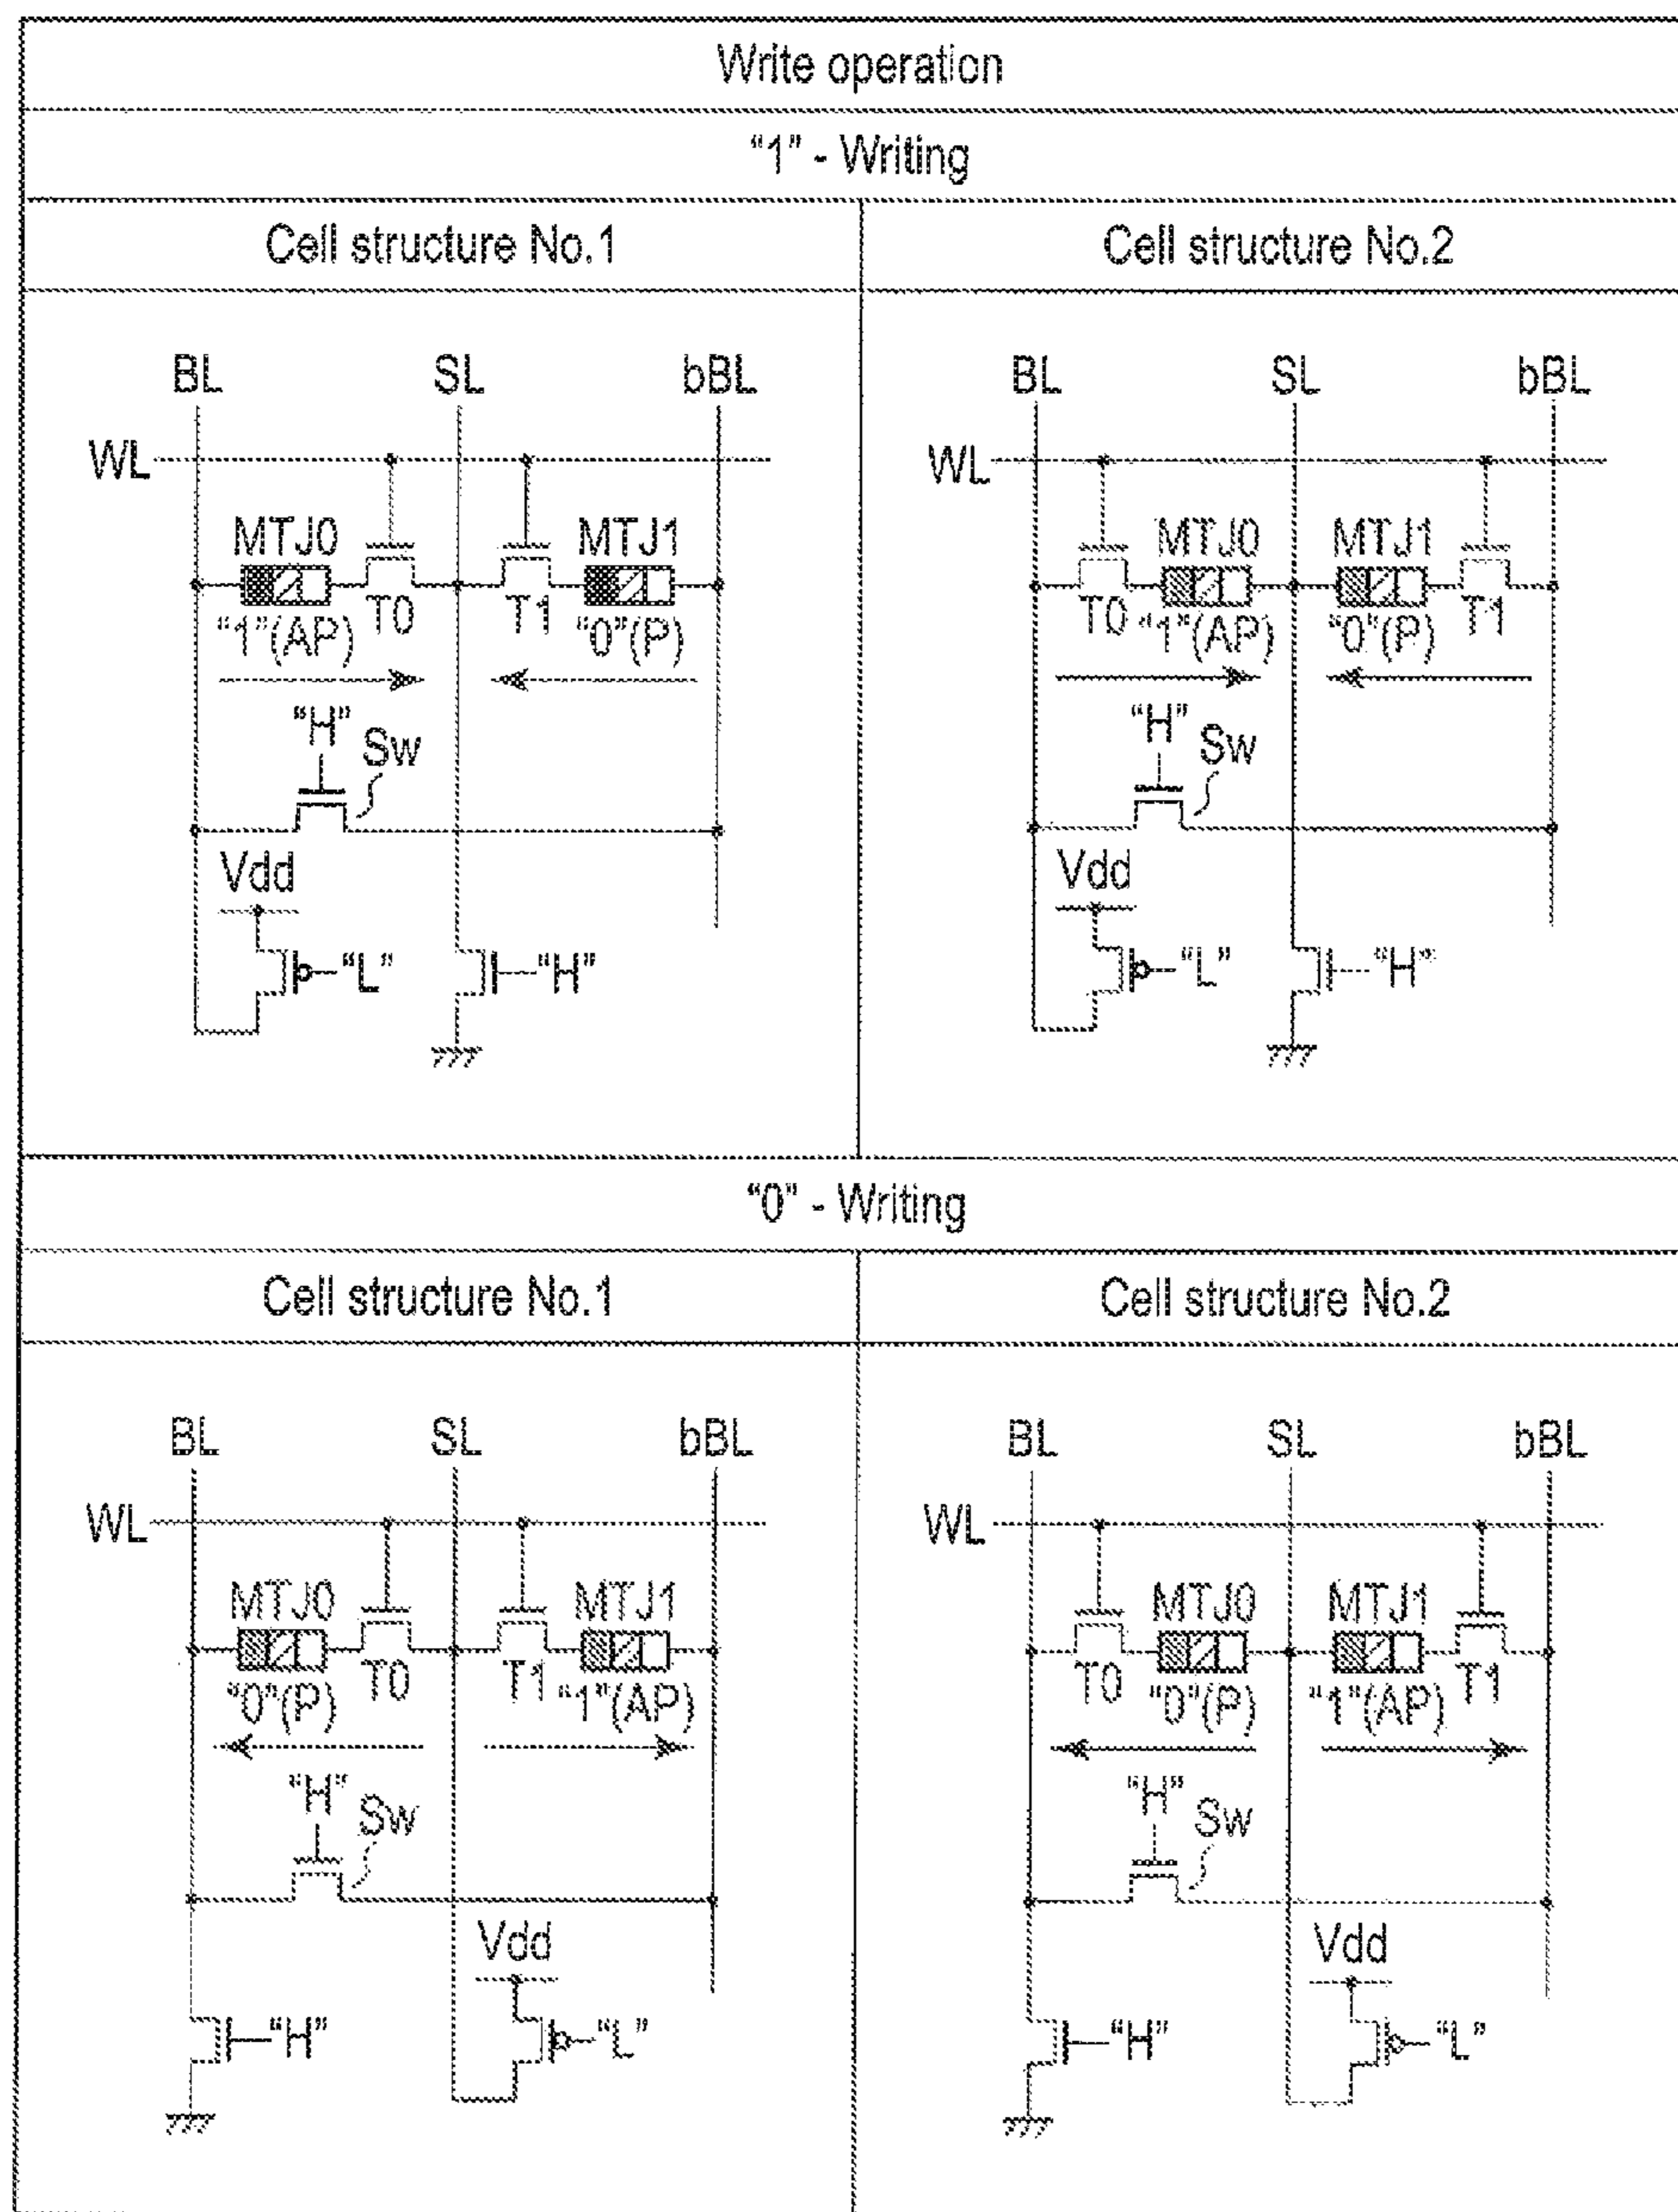 Write operation
"1" - Writing
Cell structure No.1 Cell structure No.2
BL SL bBL BL SL bBL
WL WL
MTJ0 MTJ1 MTJ0 MTJ1
T0 T1 T0 T1
"1"(AP) "0"(P) "1"(AP) "0"(P)
"H" "H"
Sw Sw
Vdd Vdd
"L" "H" "L" "H"
"0" - Writing
Cell structure No.1 Cell structure No.2
BL SL bBL BL SL bBL
WL WL
MTJ0 MTJ1 MTJ0 MTJ1
T0 T1 T0 T1
"0"(P) "1"(AP) "0"(P) "1"(AP)
"H" "H"
Sw Sw
Vdd Vdd
"H" "L" "H" "L"